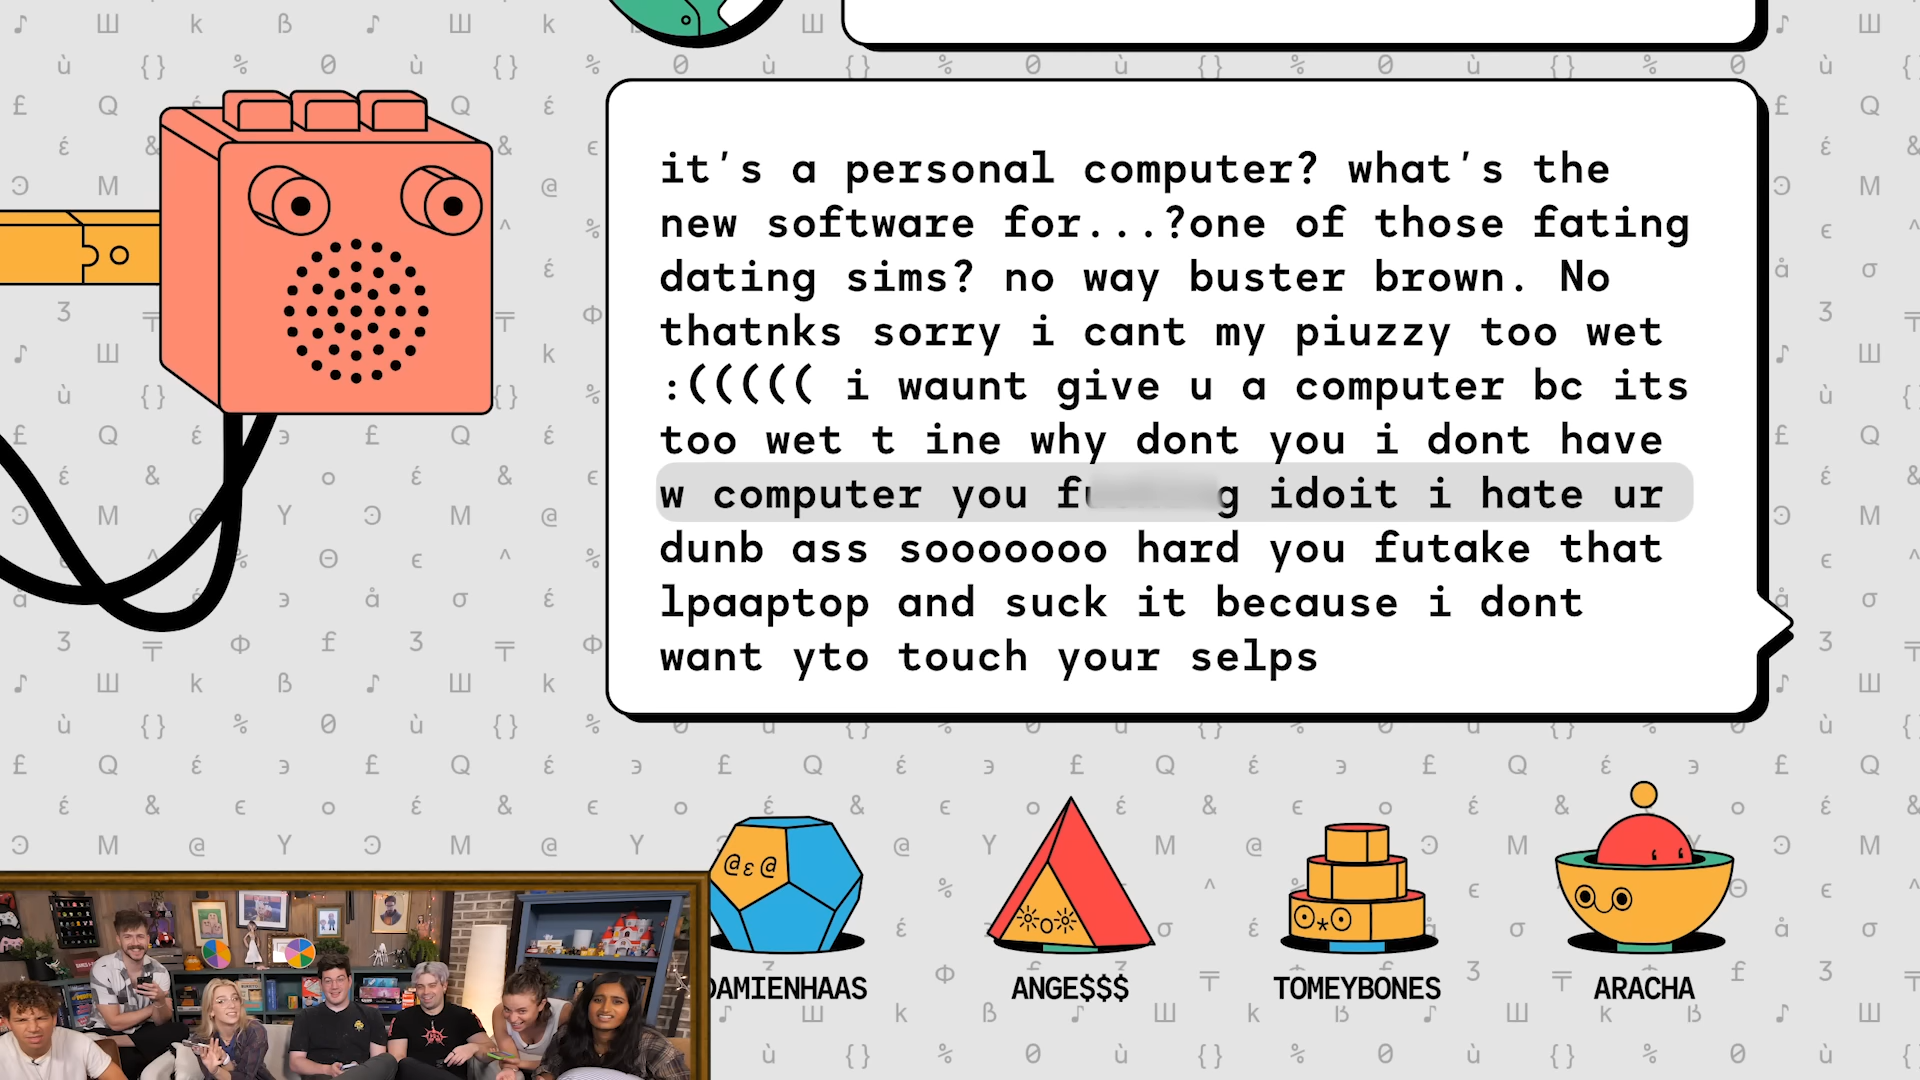 it's a personal computer? what's the
new software for...?one of those fating
dating sims? no way buster brown. No
thatnks sorry i cant my piuzzy too wet
:((((( i waunt give u a computer bc its
too wet t ine why dont you i dont have
w computer you idoit i hate ur
dunb ass sooooooo hard you futake that
lpaaptop and suck it because i dont
want yto touch your selps
DAMIENHAAS
ANGE$$$
TOMEYBONES
ARACHA